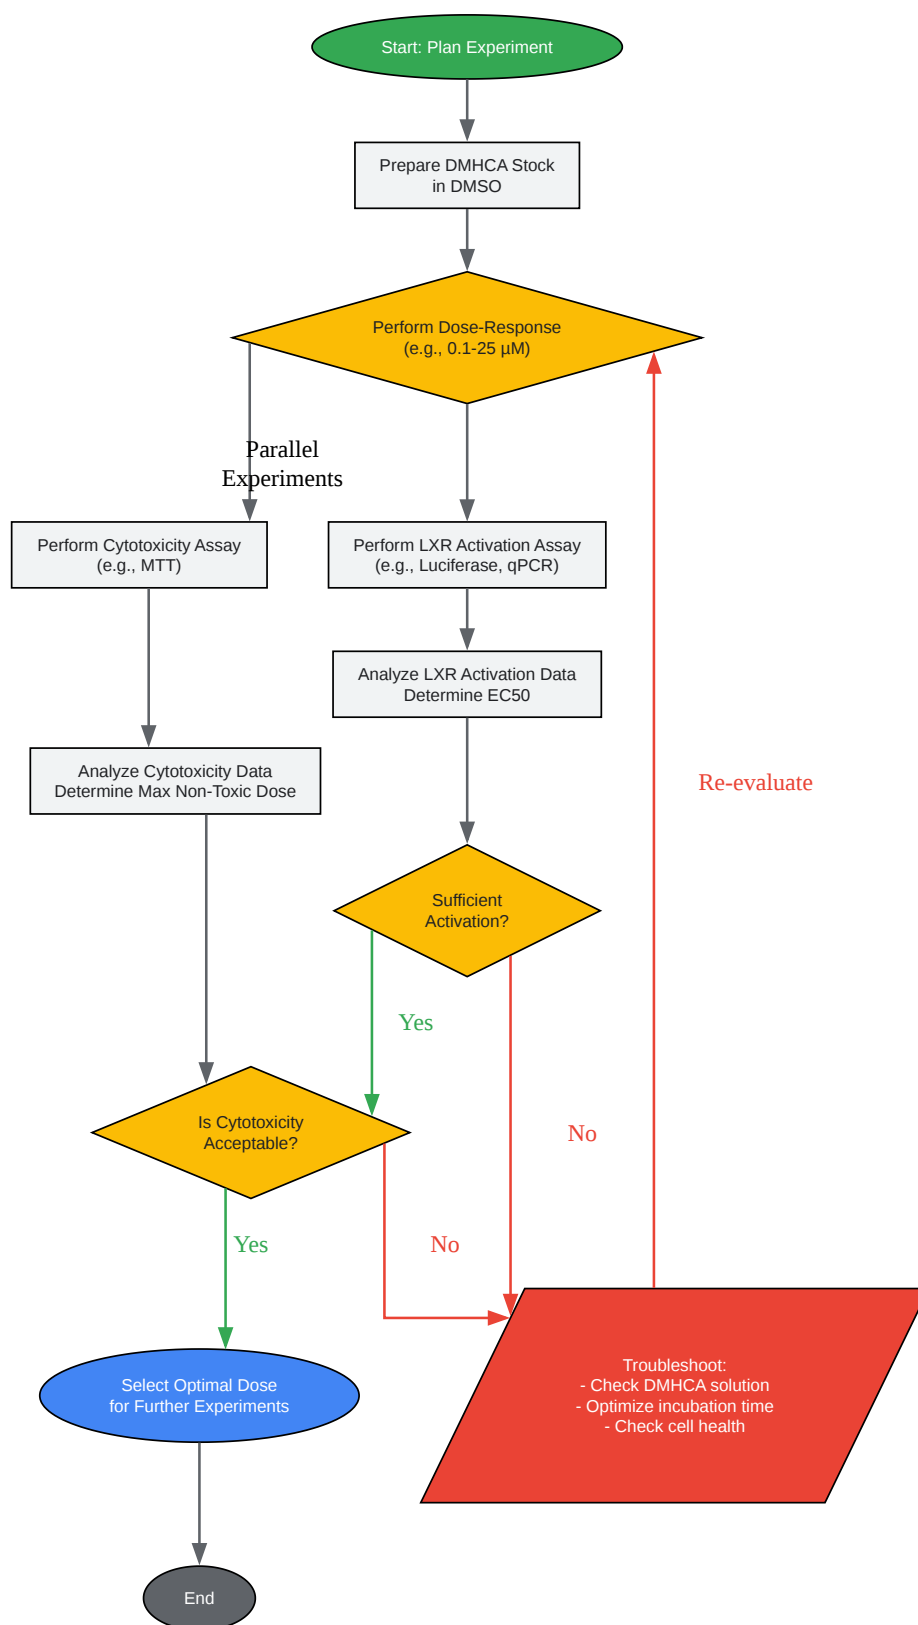 Start: Plan Experiment
Prepare DMHCA Stock
in DMSO
Perform Dose-Response
(e.g., 0.1-25 µM)
Parallel
Experiments
Perform Cytotoxicity Assay
(e.g., MTT)
Perform LXR Activation Assay
(e.g., Luciferase, qPCR)
Analyze LXR Activation Data
Determine EC50
Analyze Cytotoxicity Data
Determine Max Non-Toxic Dose
Re-evaluate
Sufficient
Activation?
Yes
Is Cytotoxicity
Acceptable?
No
Yes
No
Select Optimal Dose
for Further Experiments
Troubleshoot:
- Check DMHCA solution
- Optimize incubation time
- Check cell health
End